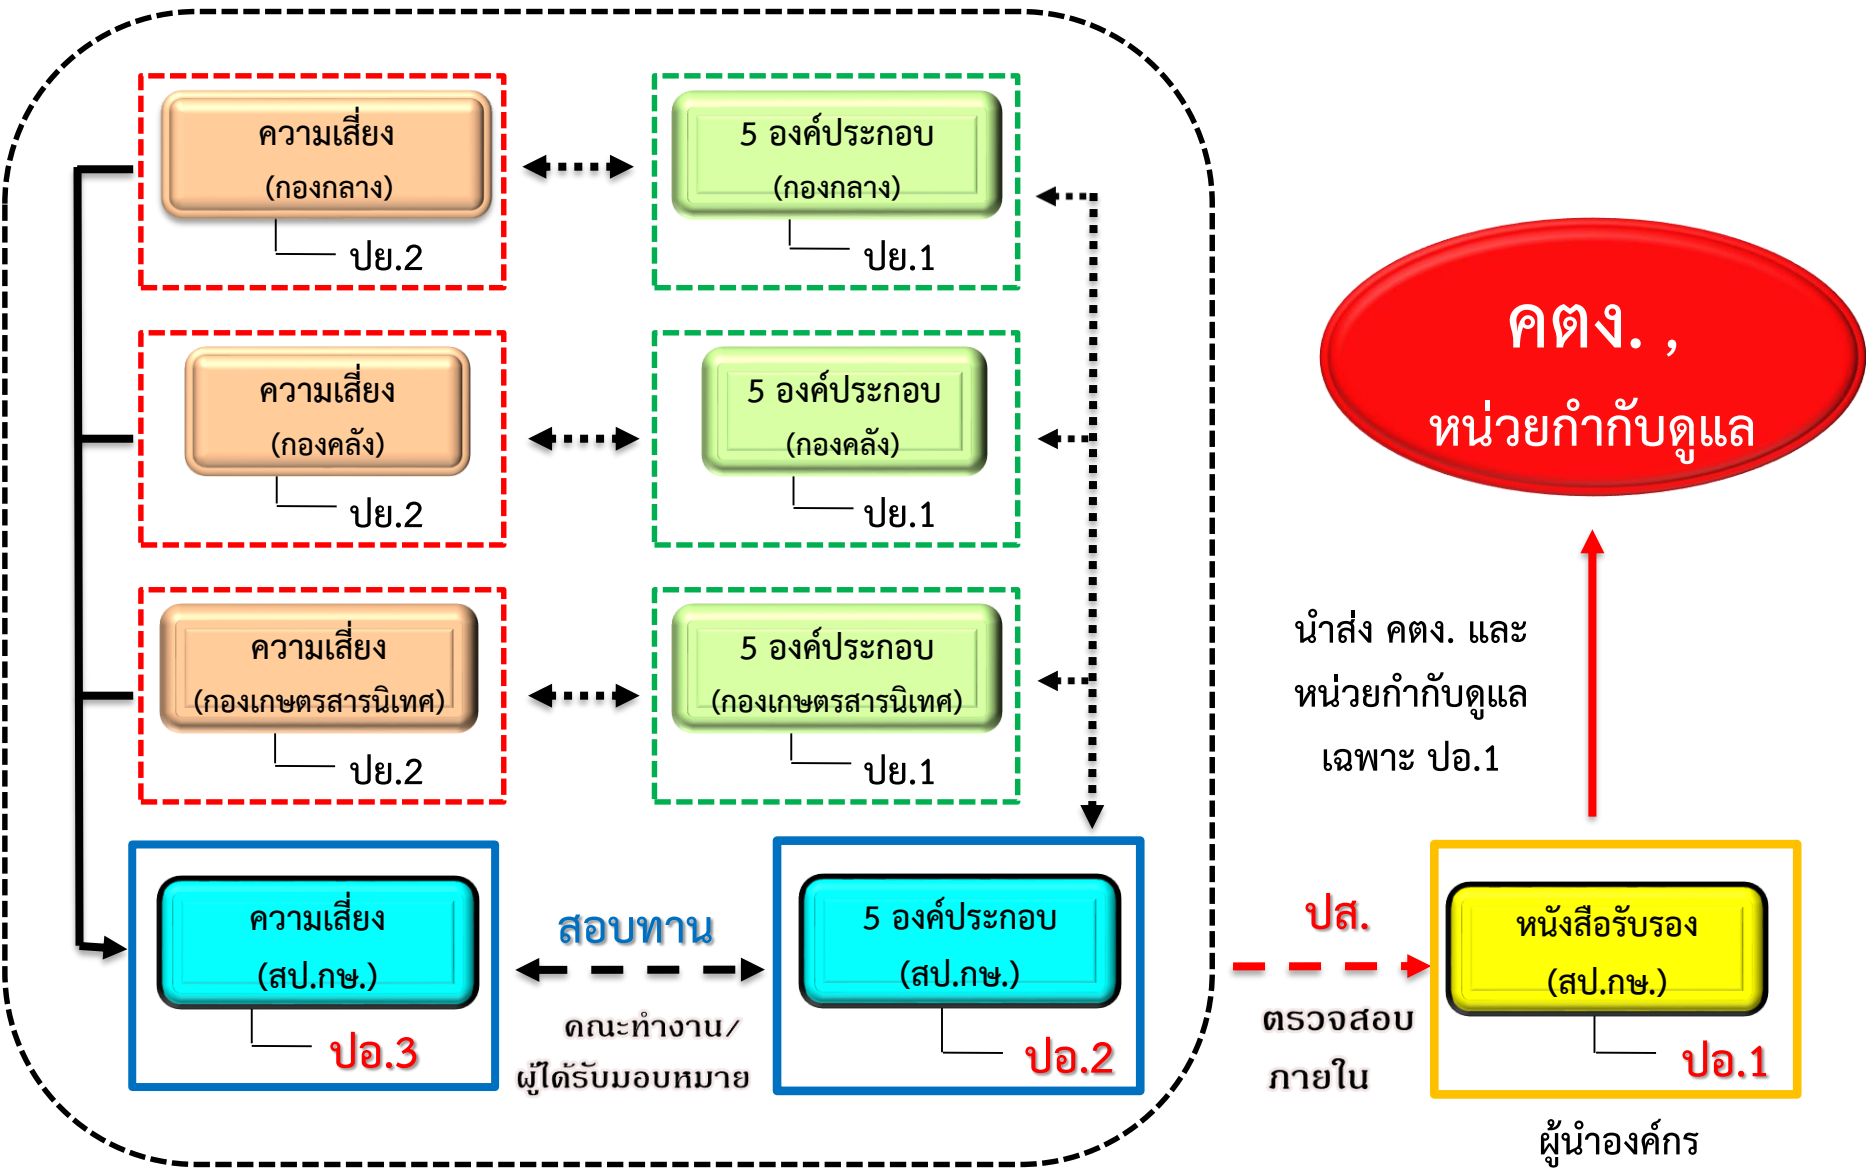 ความเสี่ยง
(กองกลาง)
ปย.2
5 องค์ประกอบ
(กองกลาง)
ปย.1
ความเสี่ยง
(กองคลัง)
ปย.2
5 องค์ประกอบ
(กองคลัง)
ปย.1
ความเสี่ยง
(กองเกษตรสารนิเทศ)
ปย.2
5 องค์ประกอบ
(กองเกษตรสารนิเทศ)
ปย.1
ความเสี่ยง
(สป.กษ.)
ปอ.3
สอบทาน
คณะทำงาน/
ผู้ได้รับมอบหมาย
5 องค์ประกอบ
(สป.กษ.)
ปอ.2
ปส.
ตรวจสอบ
ภายใน
หนังสือรับรอง
(สป.กษ.)
ปอ.1
ผู้นำองค์กร
นำส่ง คตง. และ
หน่วยกำกับดูแล
เฉพาะ ปอ.1
คตง. ,
หน่วยกำกับดูแล